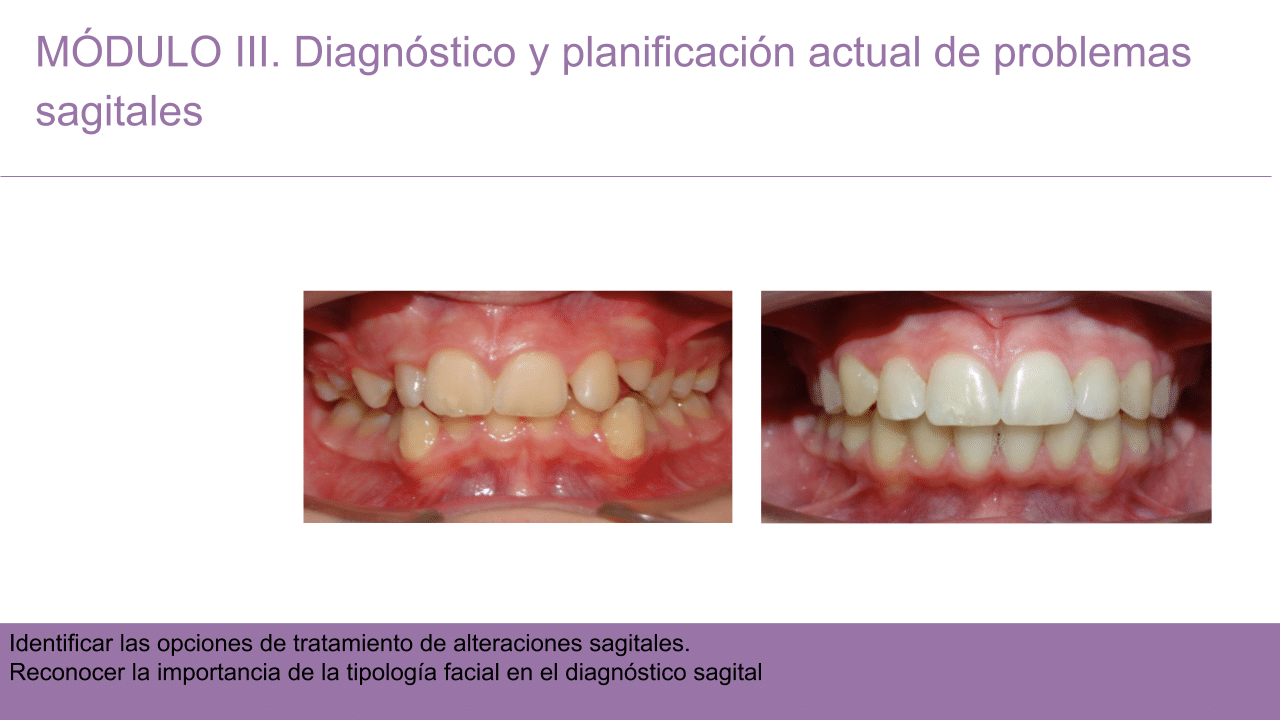 MÓDULO III. Diagnóstico y planificación actual de problemas
sagitales
Identificar las opciones de tratamiento de alteraciones sagitales.
Reconocer la importancia de la tipología facial en el diagnóstico sagital